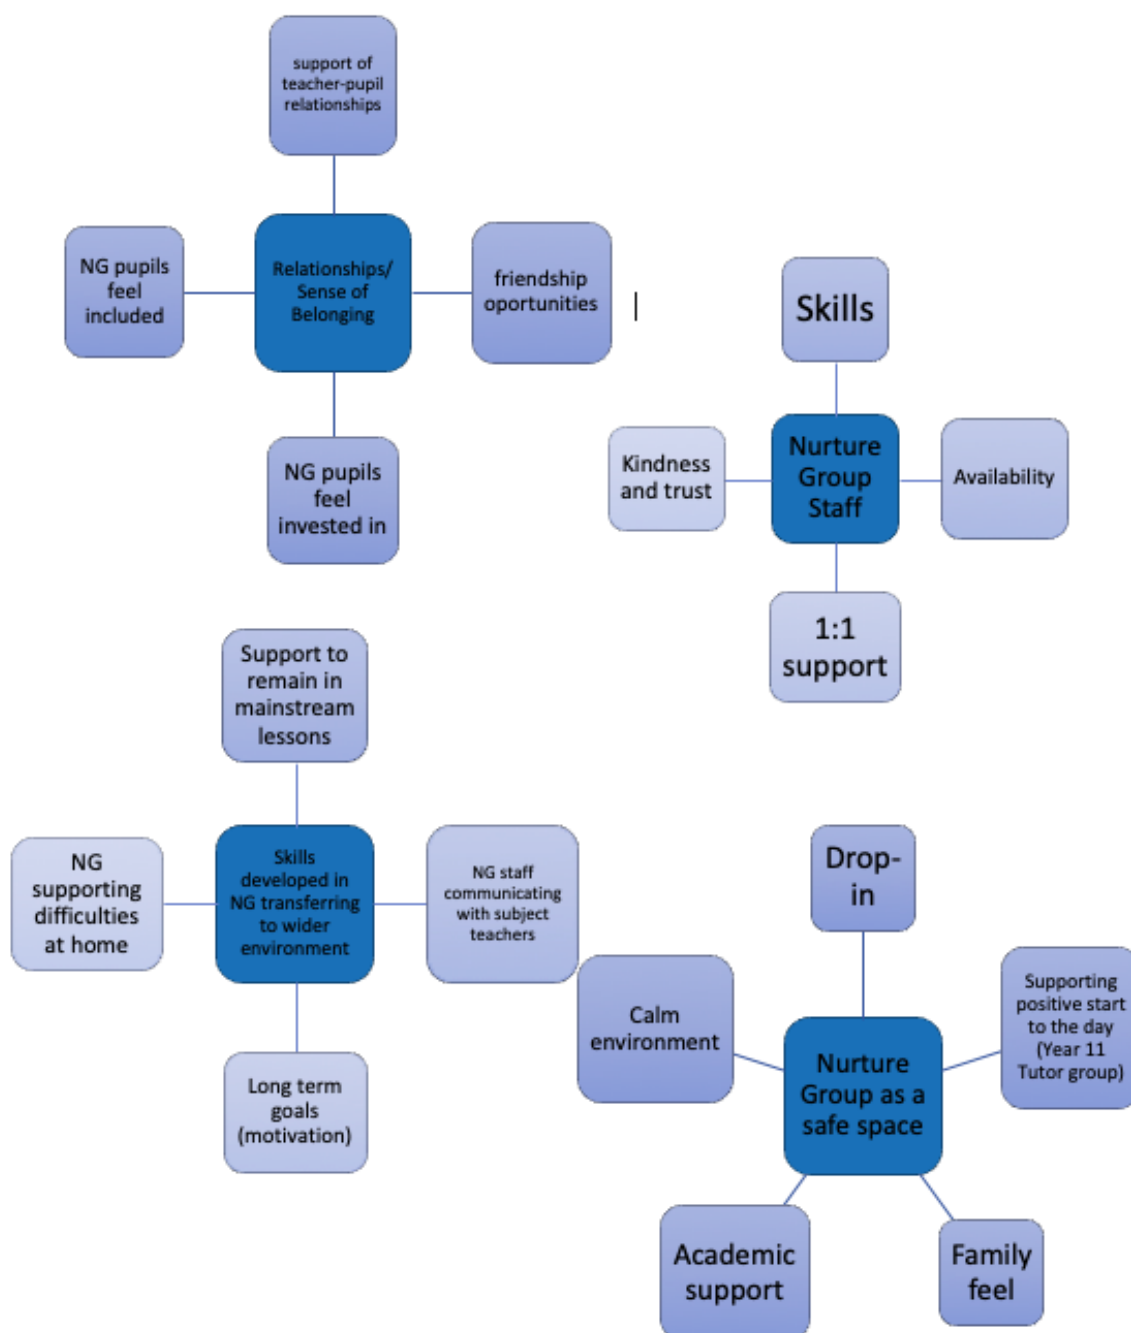 support of
teacher-pupil
relationships
NG pupils
feel
included
Relationships/
Sense of
Belonging
friendship
oportunities
NG pupils
feel
invested in
Skills
Kindness
and trust
Nurture
Group
Staff
Availability
1:1
support
Support to
remain in
mainstream
lessons
NG
supporting
difficulties
at home
Skills
developed in
NG transferring
to wider
environment
NG staff
communicating
with subject
teachers
Long term
goals
(motivation)
Drop-
in
Calm
environment
Nurture
Group as a
safe space
Supporting
positive start
to the day
(Year 11
Tutor group)
Academic
support
Family
feel